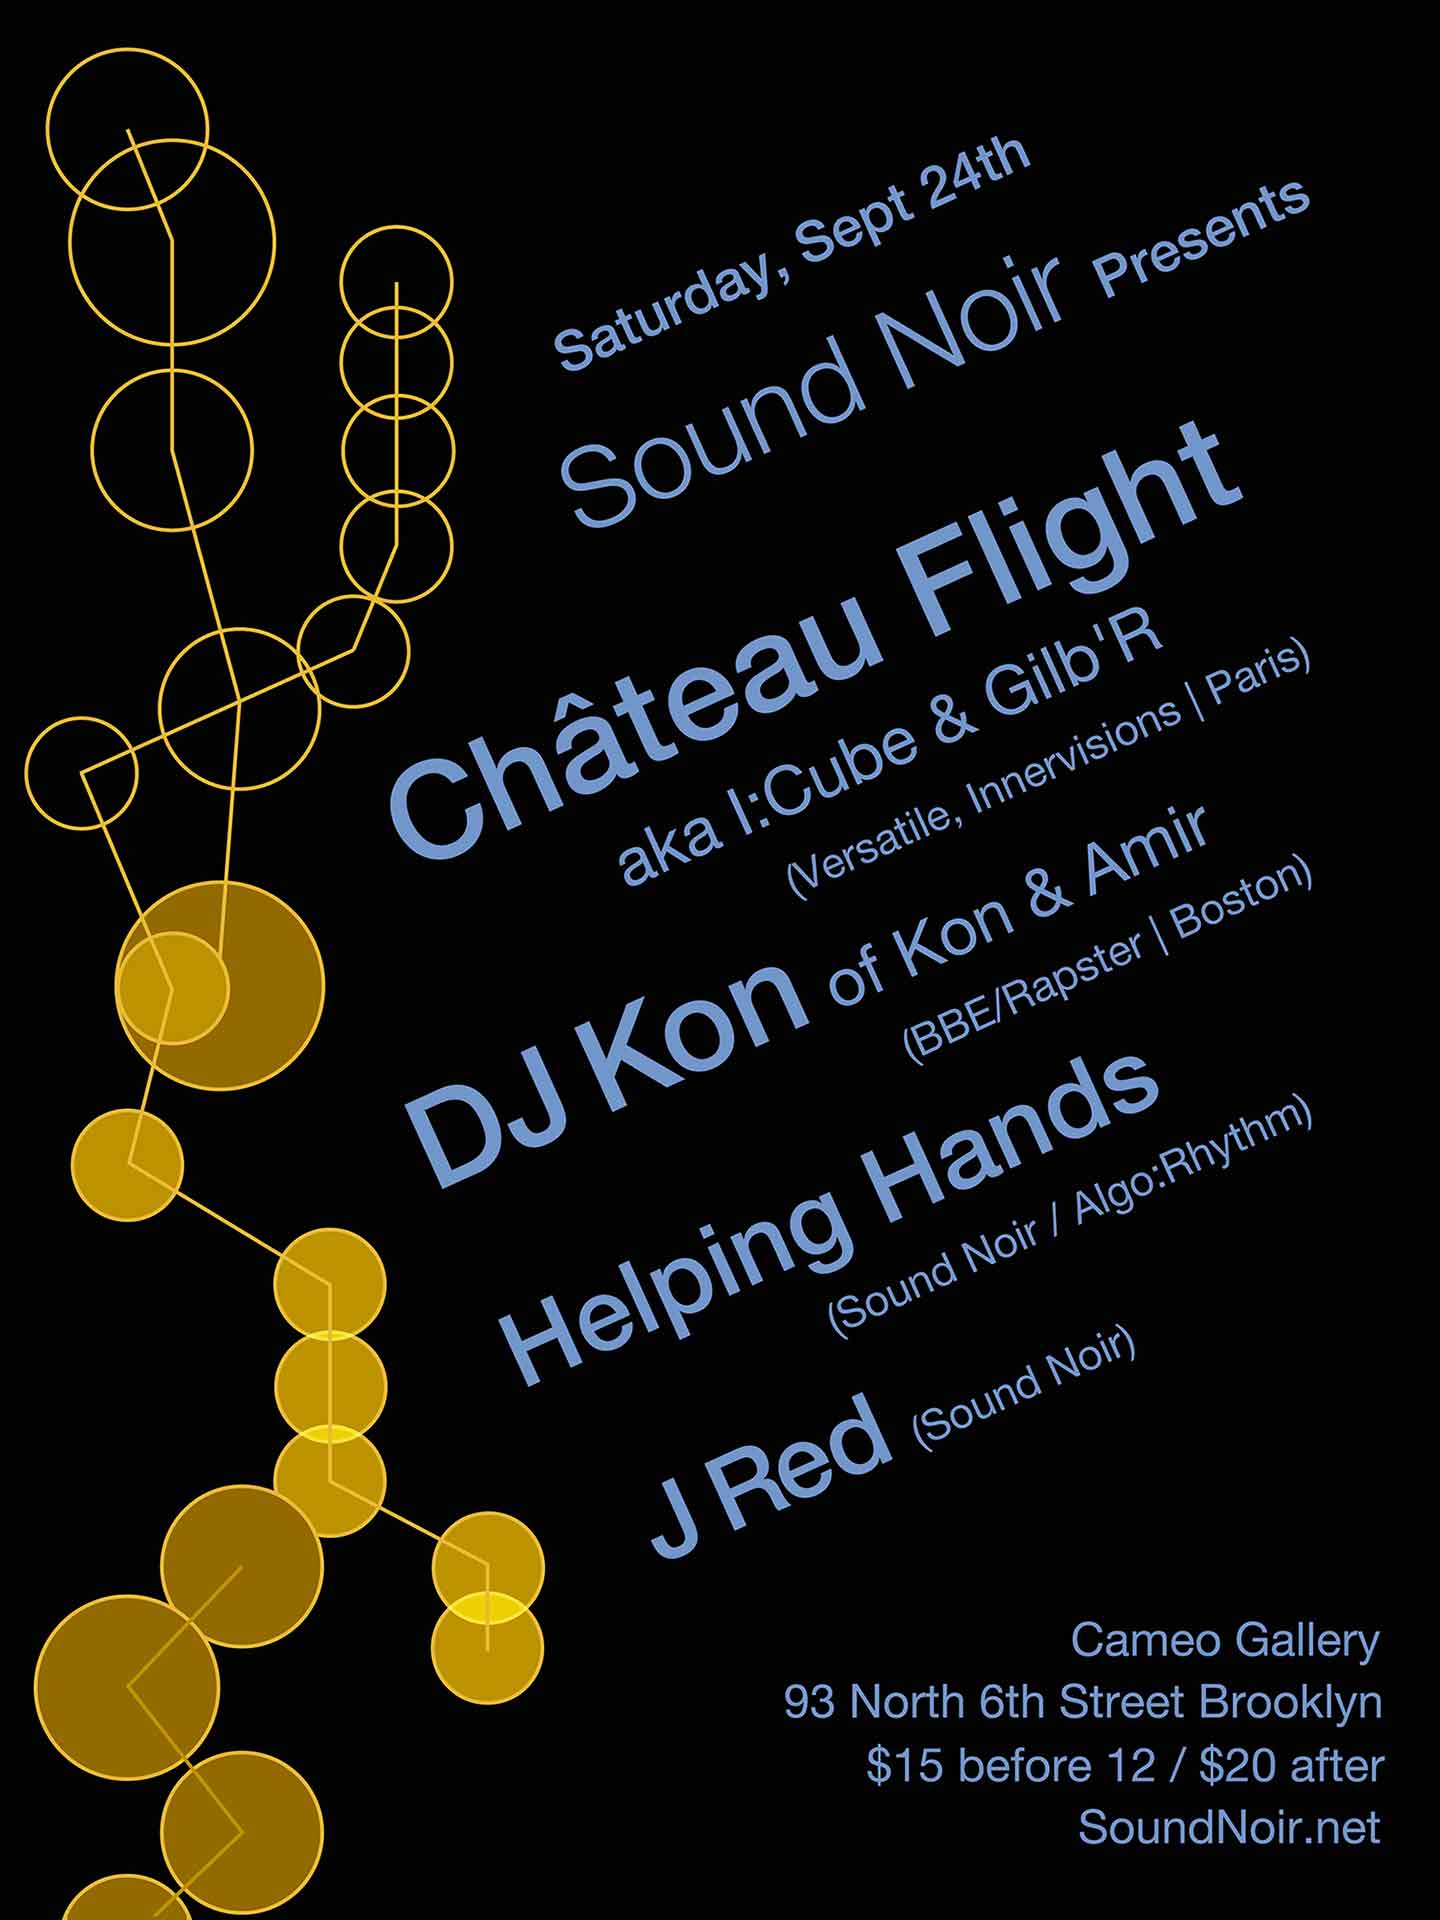 Saturday, Sept 24th
Sound Noir Presents
Château Flight
aka I:Cube & Gilb'R
(Versatile, Innervisions | Paris)
DJ Kon of Kon & Amir
(BBE/Rapster | Boston)
Helping Hands
(Sound Noir / Algo:Rhythm)
J Red (Sound Noir)
Cameo Gallery
93 North 6th Street Brooklyn
$15 before 12 / $20 after
SoundNoir.net